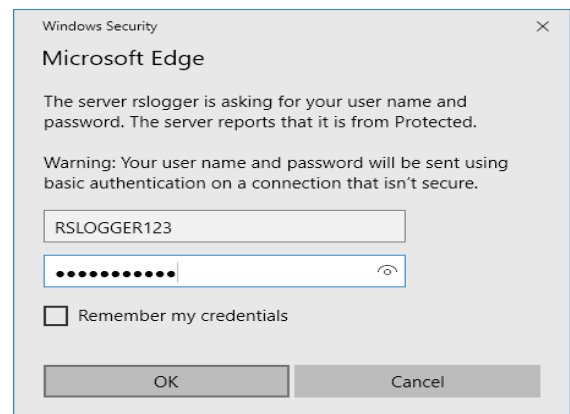 Windows Security
Microsoft Edge
The server rslogger is asking for your user name and
password. The server reports that it is from Protected.
Warning: Your user name and password will be sent using
basic authentication on a connection that isn't secure.
RSLOGGER123
●●●●●●●●●●●
Remember my credentials
OK Cancel